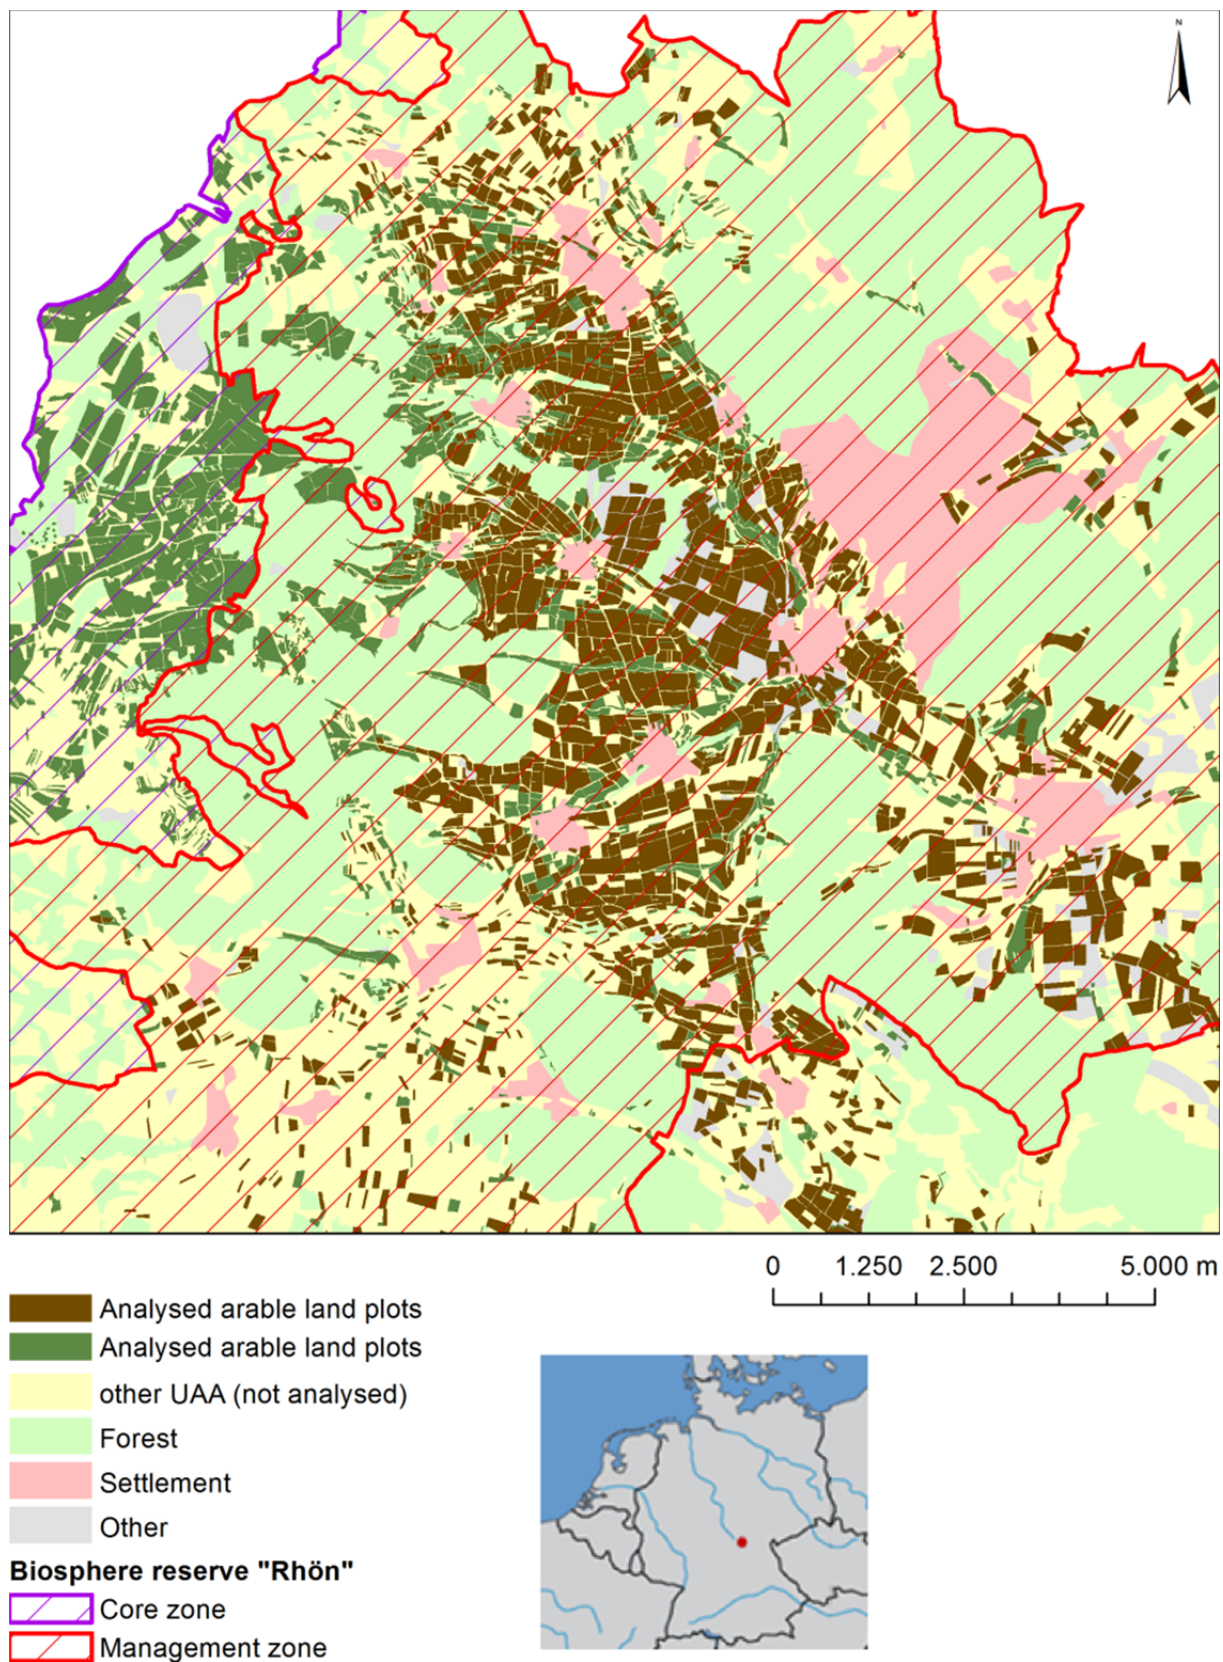 N
0 1.250 2.500 5.000 m
Analysed arable land plots
Analysed arable land plots
other UAA (not analysed)
Forest
Settlement
Other
Biosphere reserve "Rhön"
Core zone
Management zone